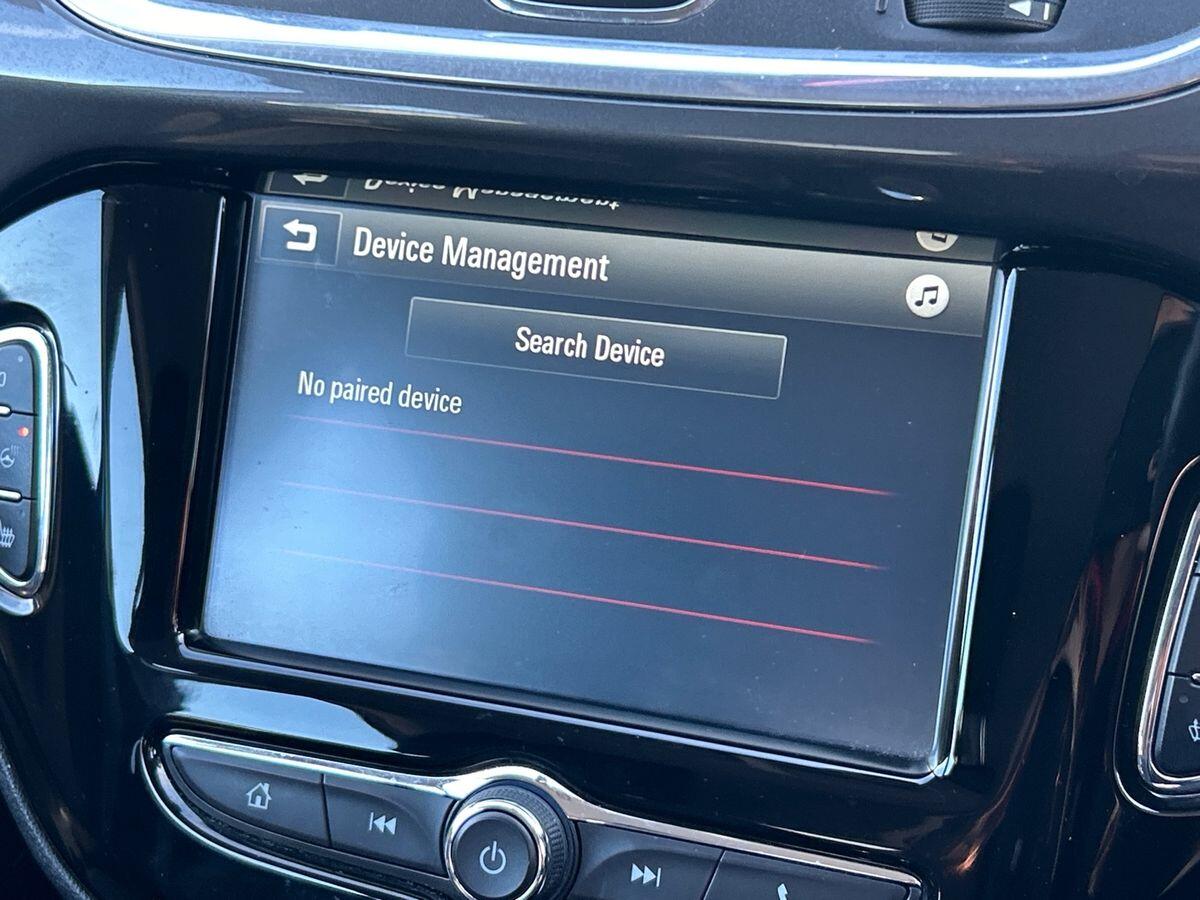 Device Management
Search Device
No paired device